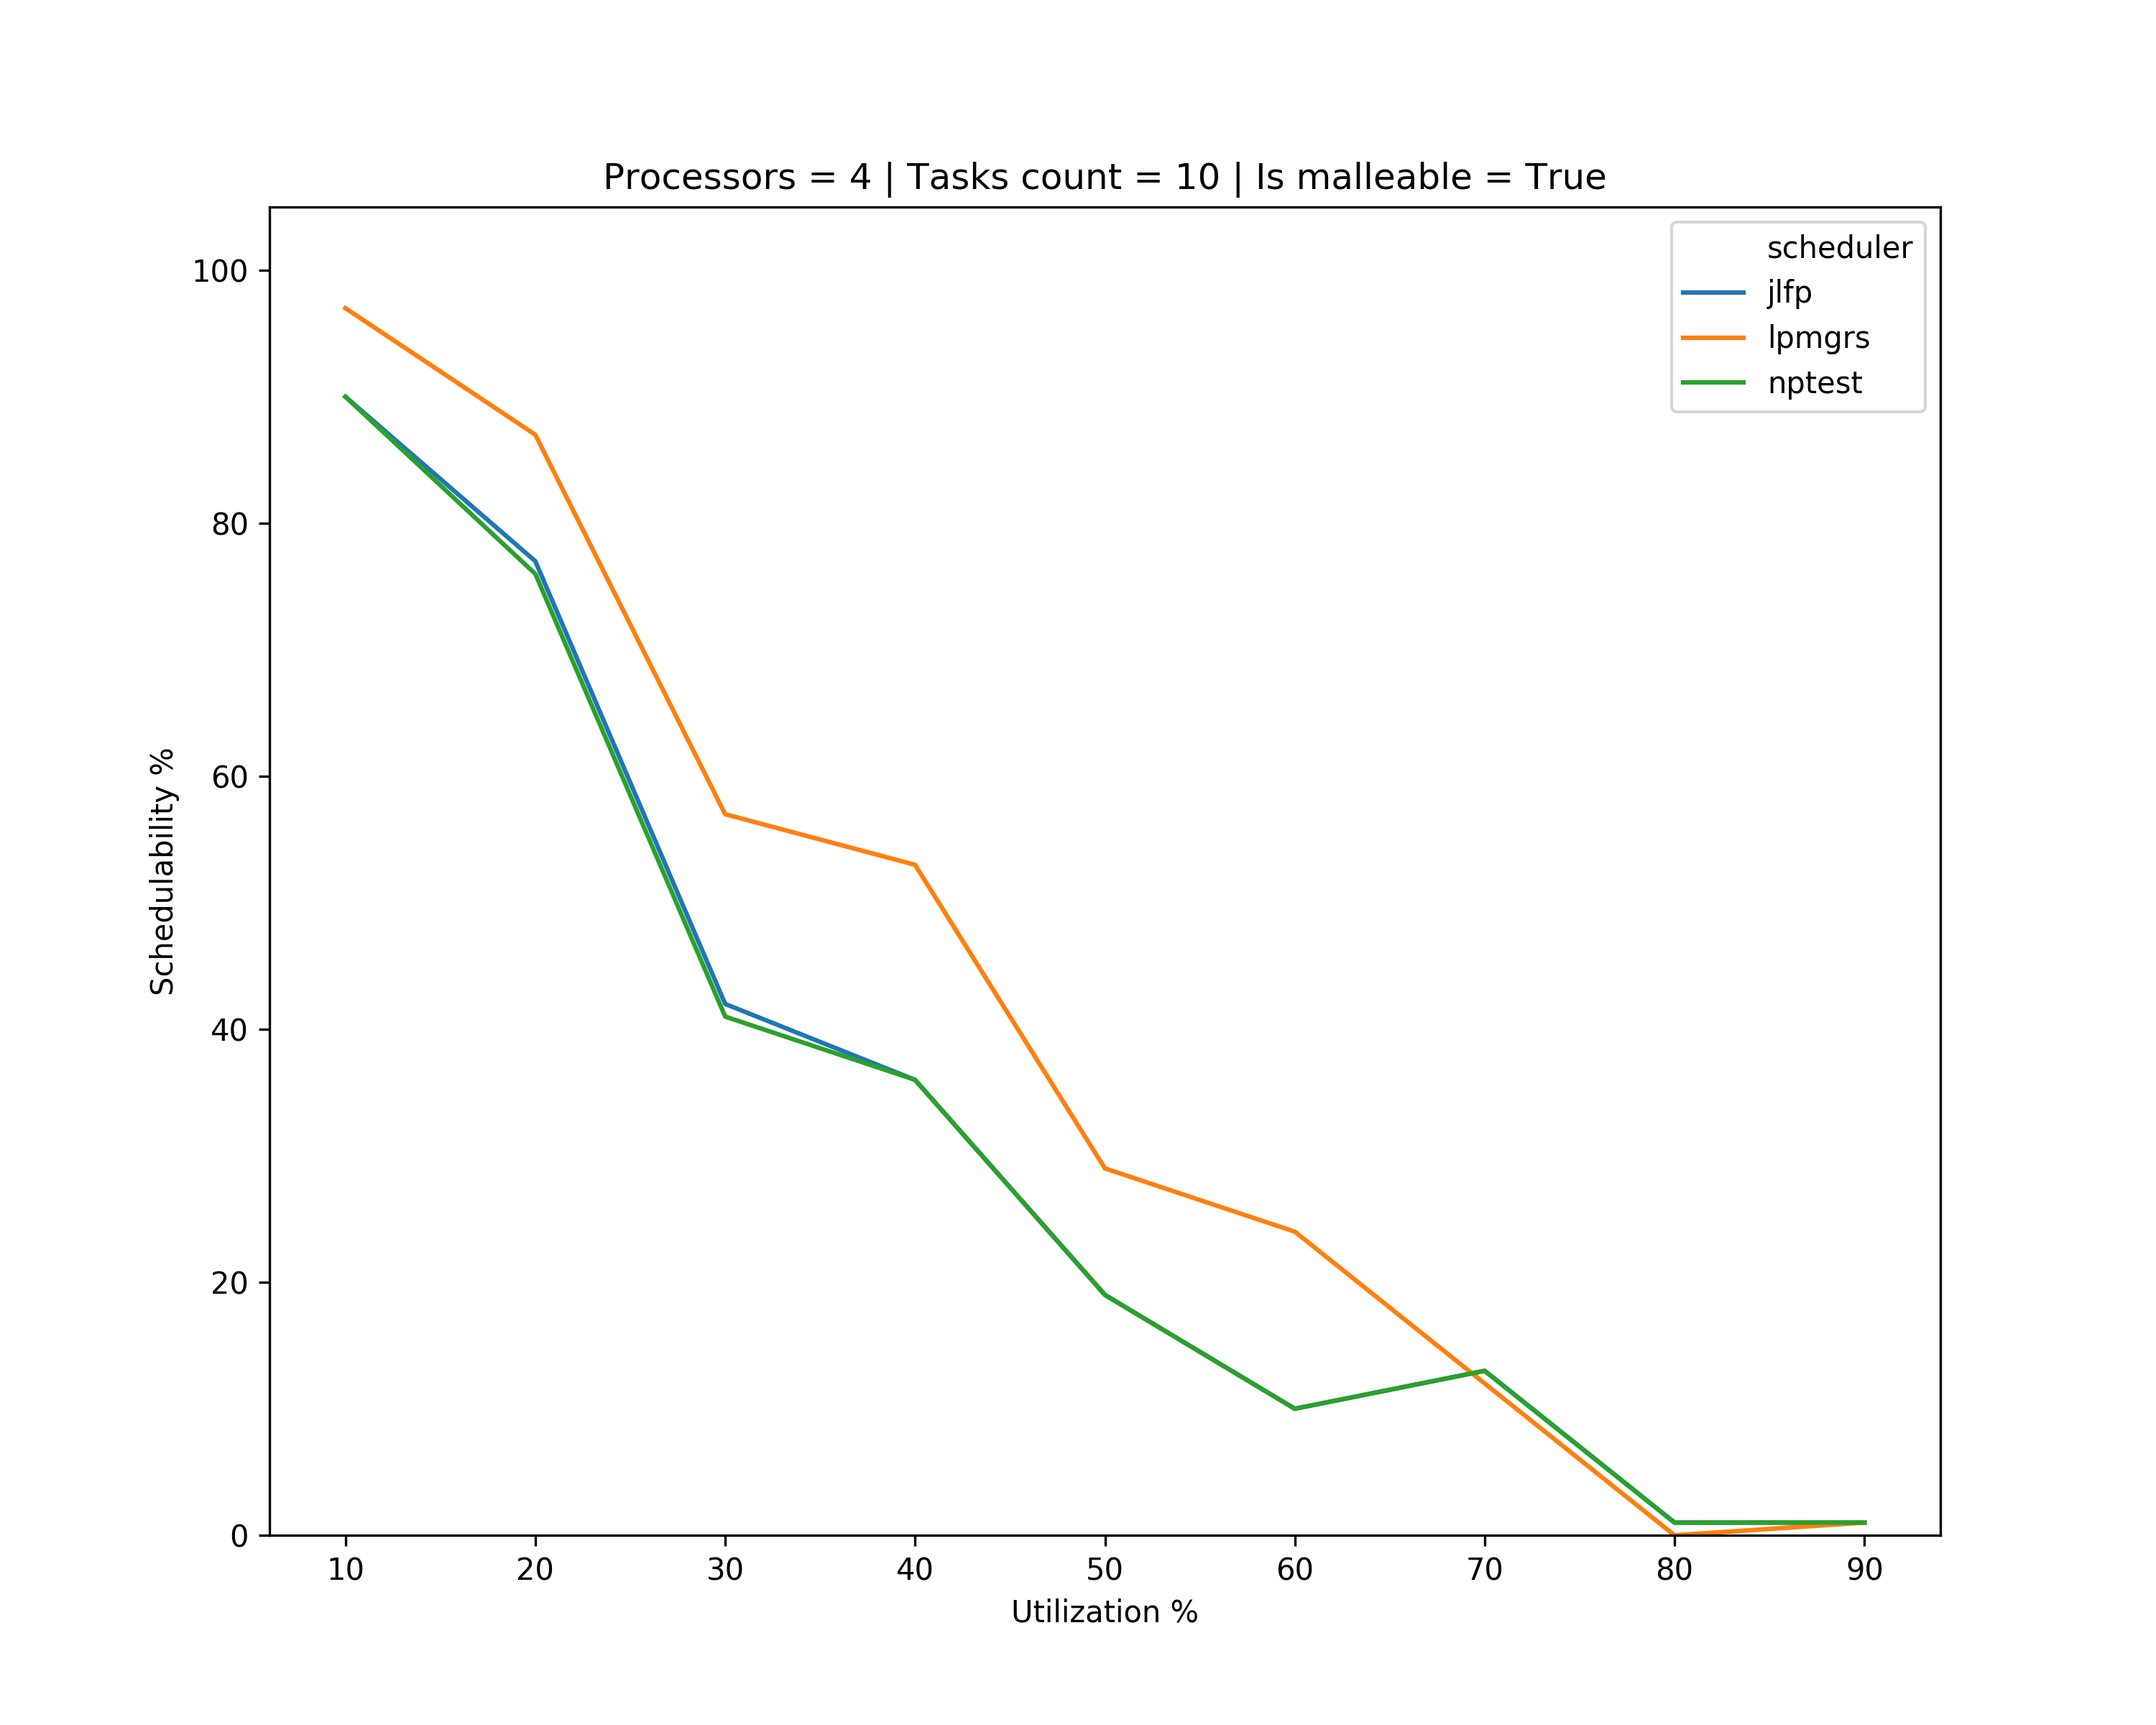 Processors = 4 | Tasks count = 10 | Is malleable = True
scheduler
jlfp
lpmgrs
nptest
Schedulability %
100
80
60
40
20
0
10 20 30 40 50 60 70 80 90
Utilization %